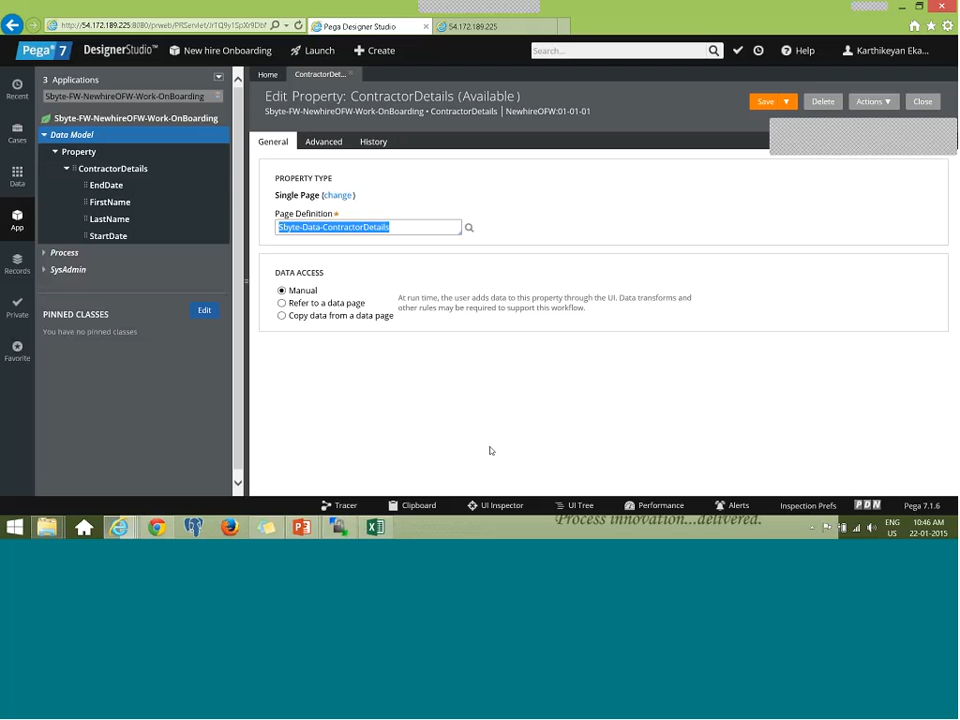 http://54.172.189.225:8080/prweb/PRServlet/
Pega Designer Studio
54.172.189.225
Pega 7 DesignerStudio™ New hire Onboarding Launch Create Search... Help Karthikeyan Eka...
Recent
Cases
Data
App
Records
Private
Favorite
3 Applications
Sbyte-FW-NewhireOFW-Work-OnBoarding
Sbyte-FW-NewhireOFW-Work-OnBoarding
Data Model
Property
ContractorDetails
EndDate
FirstName
LastName
StartDate
Process
SysAdmin
PINNED CLASSES Edit
You have no pinned classes
Home ContractorDet...
Edit Property: ContractorDetails (Available)
Sbyte-FW-NewhireOFW-Work-OnBoarding • ContractorDetails | NewhireOFW:01-01-01
Save Delete Actions Close
General Advanced History
PROPERTY TYPE
Single Page (change)
Page Definition*
Sbyte-Data-ContractorDetails
DATA ACCESS
Manual
Refer to a data page
Copy data from a data page
At run time, the user adds data to this property through the UI. Data transforms and
other rules may be required to support this workflow.
Tracer Clipboard UI Inspector UI Tree Performance Alerts Inspection Prefs PDN Pega 7.1.6
Process innovation...delivered.
ENG 10:46 AM
US 22-01-2015